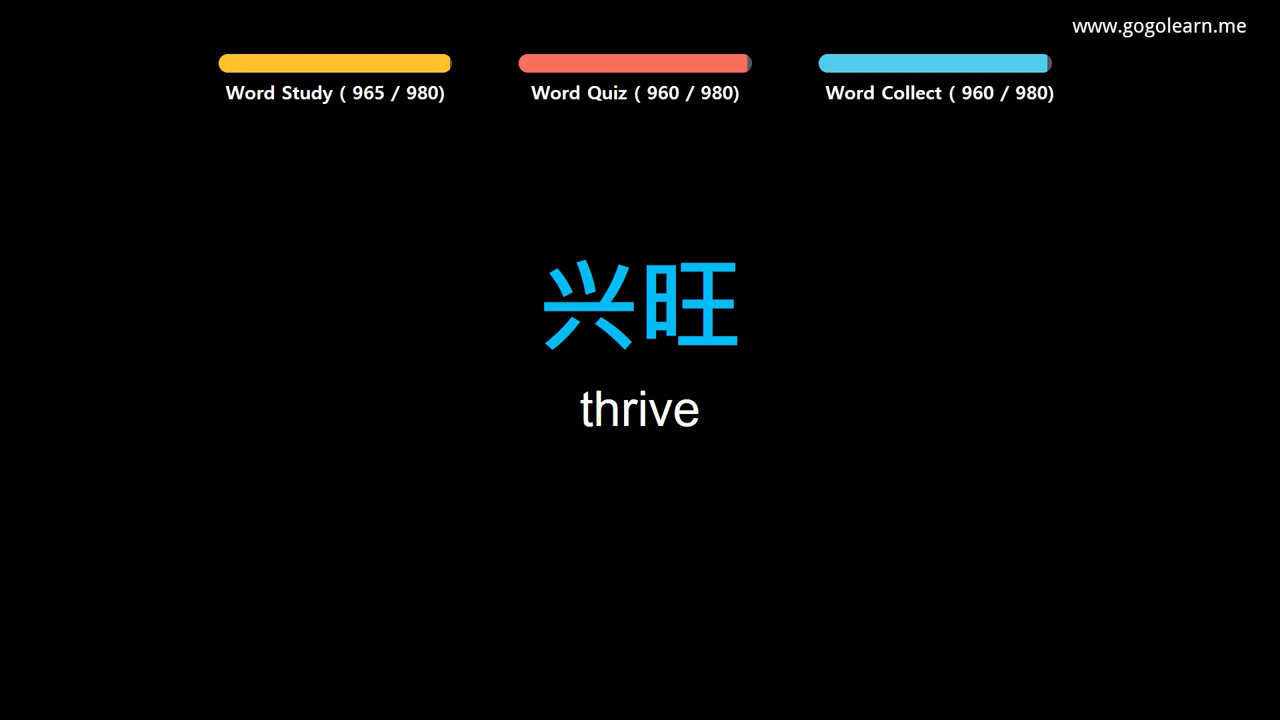 www.gogolearn.me
Word Study ( 965 / 980)
Word Quiz ( 960 / 980)
Word Collect ( 960 / 980)
兴旺
thrive